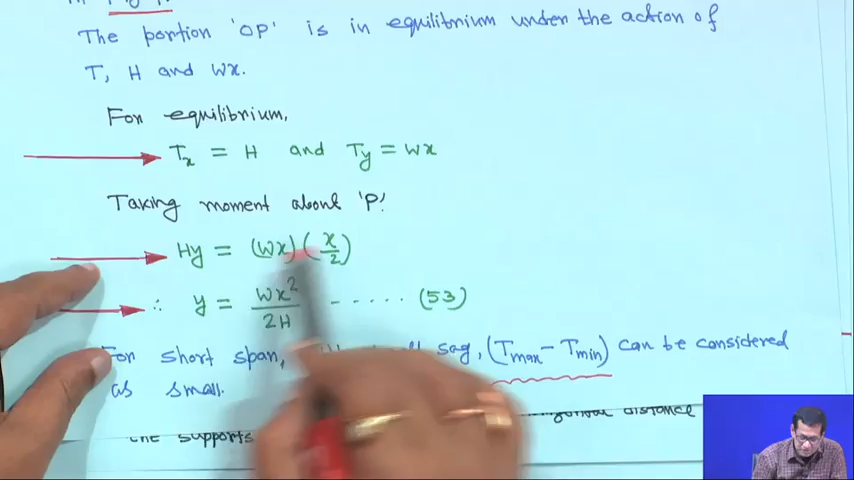 The portion 'OP' is in equilibrium under the action of
T, H and Wx.
For equilibrium,
Tx = H and Ty = Wx
Taking moment about 'P'.
Hy = (Wx)(x/2)
∴ y = Wx²/2H ..... (53)
For short span, sag, (Tmax - Tmin) can be considered
as small.
distance
the supports